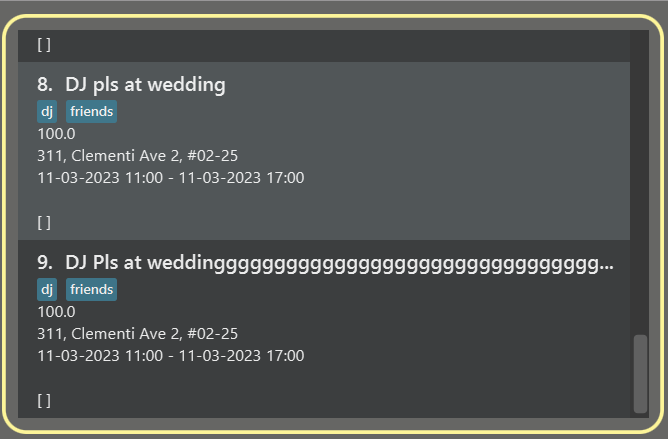 [ ]
8. DJ pls at wedding
dj friends
100.0
311, Clementi Ave 2, #02-25
11-03-2023 11:00 - 11-03-2023 17:00
[ ]
9. DJ Pls at weddinggggggggggggggggggggggggggggggggg...
dj friends
100.0
311, Clementi Ave 2, #02-25
11-03-2023 11:00 - 11-03-2023 17:00
[ ]